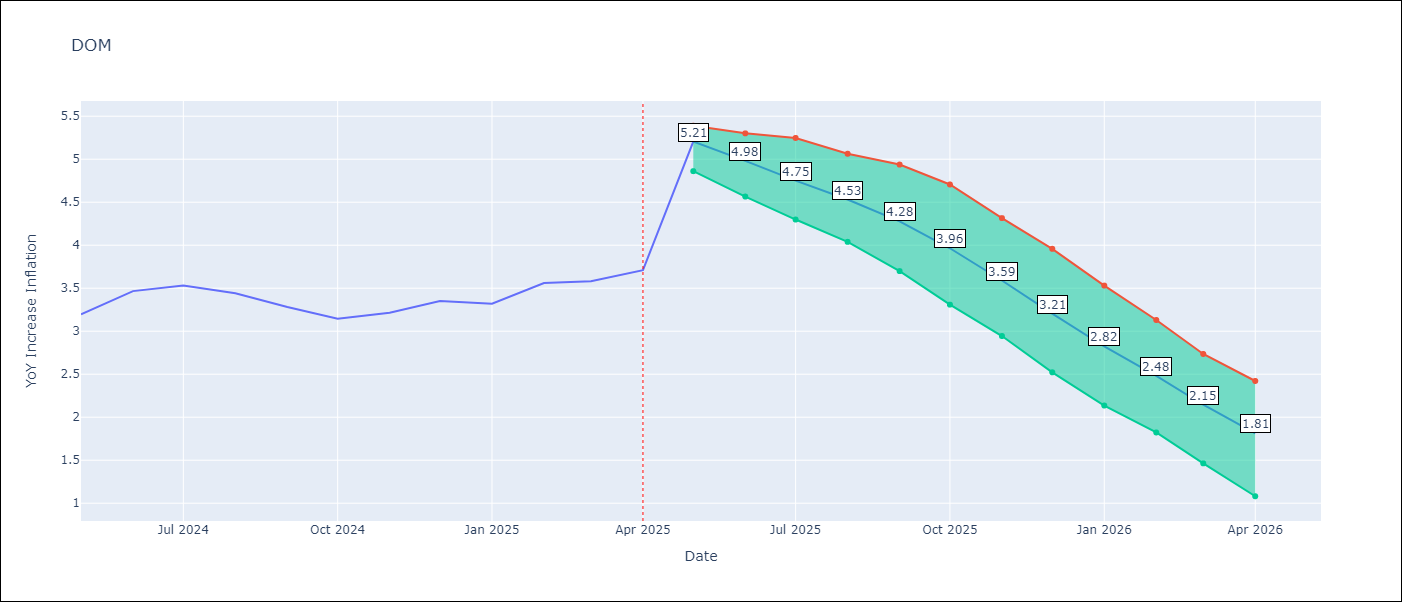 DOM
YoY Increase Inflation
5.5
5
4.5
4
3.5
3
2.5
2
1.5
1
5.21
4.98
4.75
4.53
4.28
3.96
3.59
3.21
2.82
2.48
2.15
1.81
Jul 2024
Oct 2024
Jan 2025
Apr 2025
Jul 2025
Oct 2025
Jan 2026
Apr 2026
Date